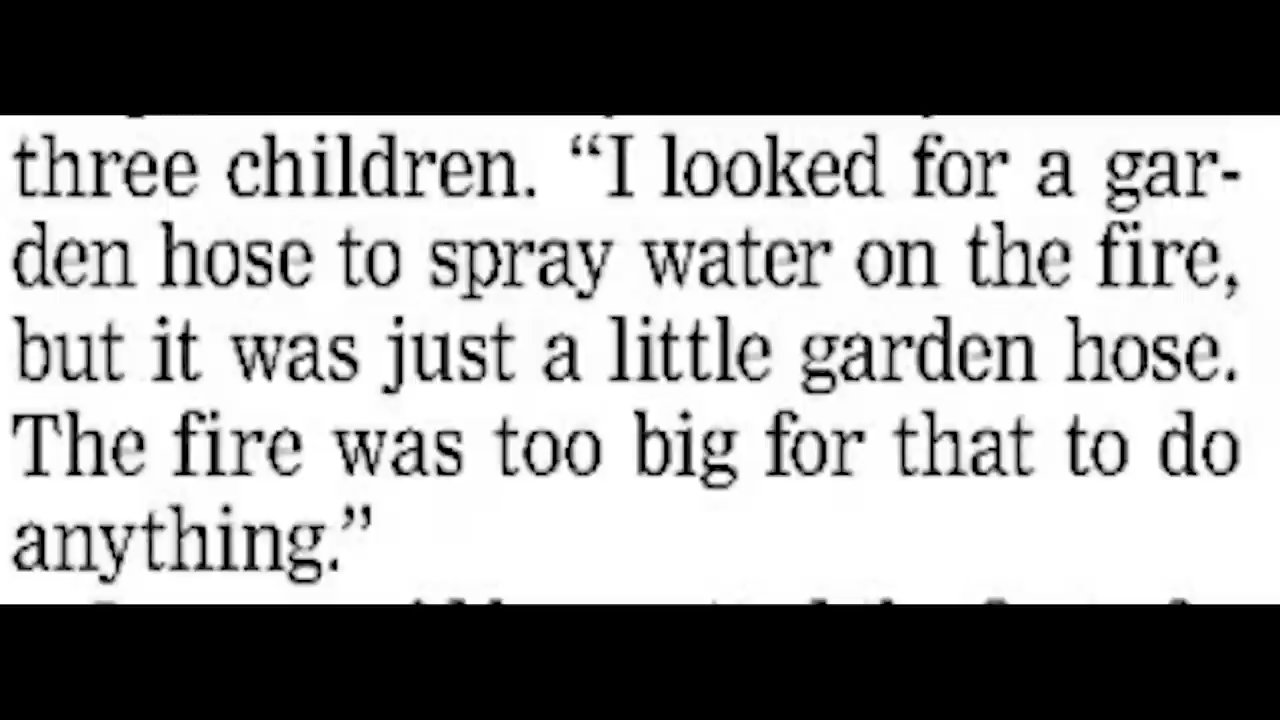 three children. “I looked for a gar-
den hose to spray water on the fire,
but it was just a little garden hose.
The fire was too big for that to do
anything.”